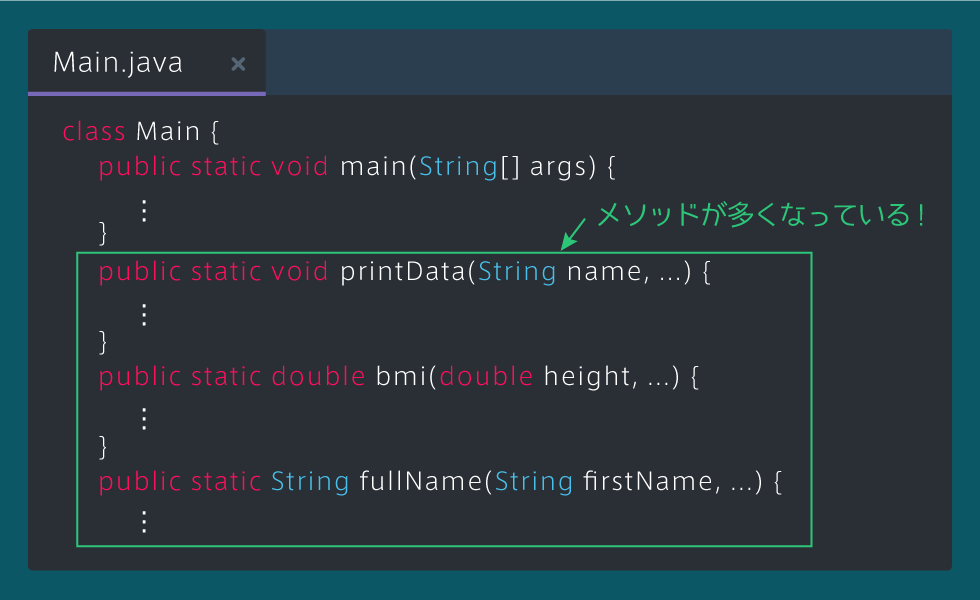 Main.java ×
class Main {
public static void main(String[] args) {
⋮
メソッドが多くなっている！
}
public static void printData(String name, ...) {
⋮
}
public static double bmi(double height, ...) {
⋮
}
public static String fullName(String firstName, ...) {
⋮